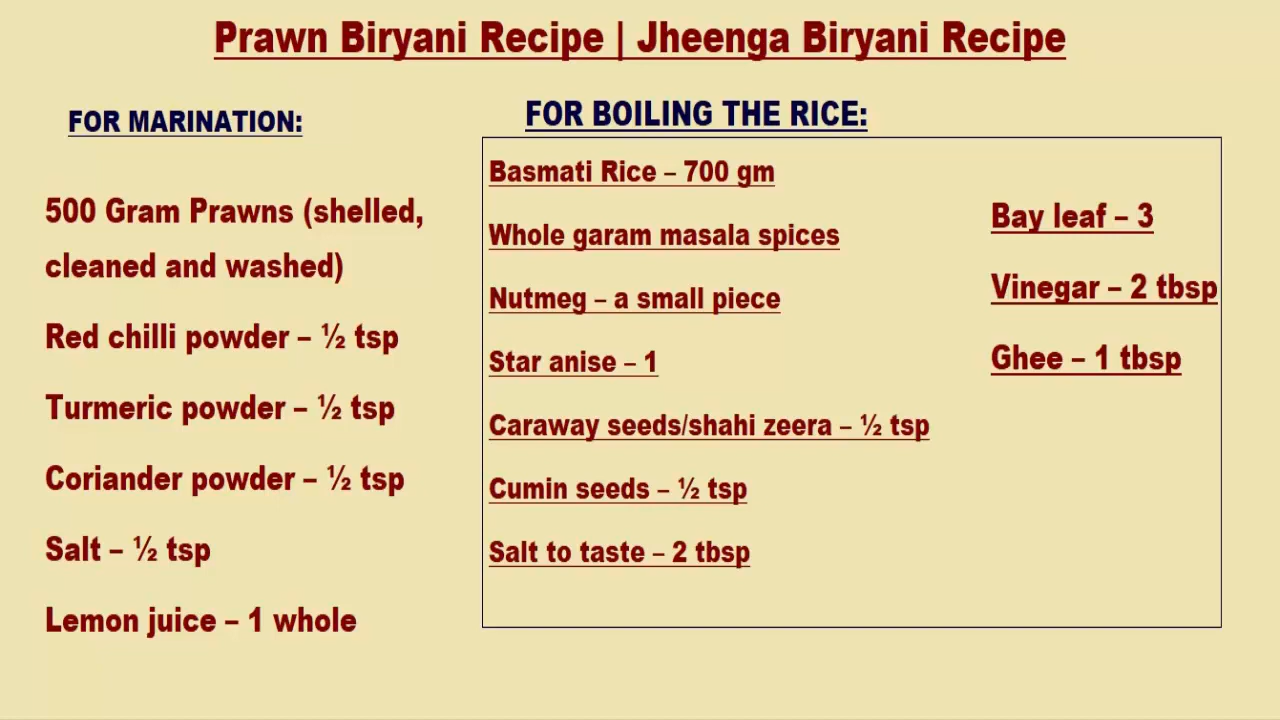 Prawn Biryani Recipe | Jheenga Biryani Recipe
FOR MARINATION:
500 Gram Prawns (shelled,
cleaned and washed)
Red chilli powder – ½ tsp
Turmeric powder – ½ tsp
Coriander powder – ½ tsp
Salt – ½ tsp
Lemon juice – 1 whole
FOR BOILING THE RICE:
Basmati Rice – 700 gm
Whole garam masala spices
Nutmeg – a small piece
Star anise – 1
Caraway seeds/shahi zeera – ½ tsp
Cumin seeds – ½ tsp
Salt to taste – 2 tbsp
Bay leaf – 3
Vinegar – 2 tbsp
Ghee – 1 tbsp